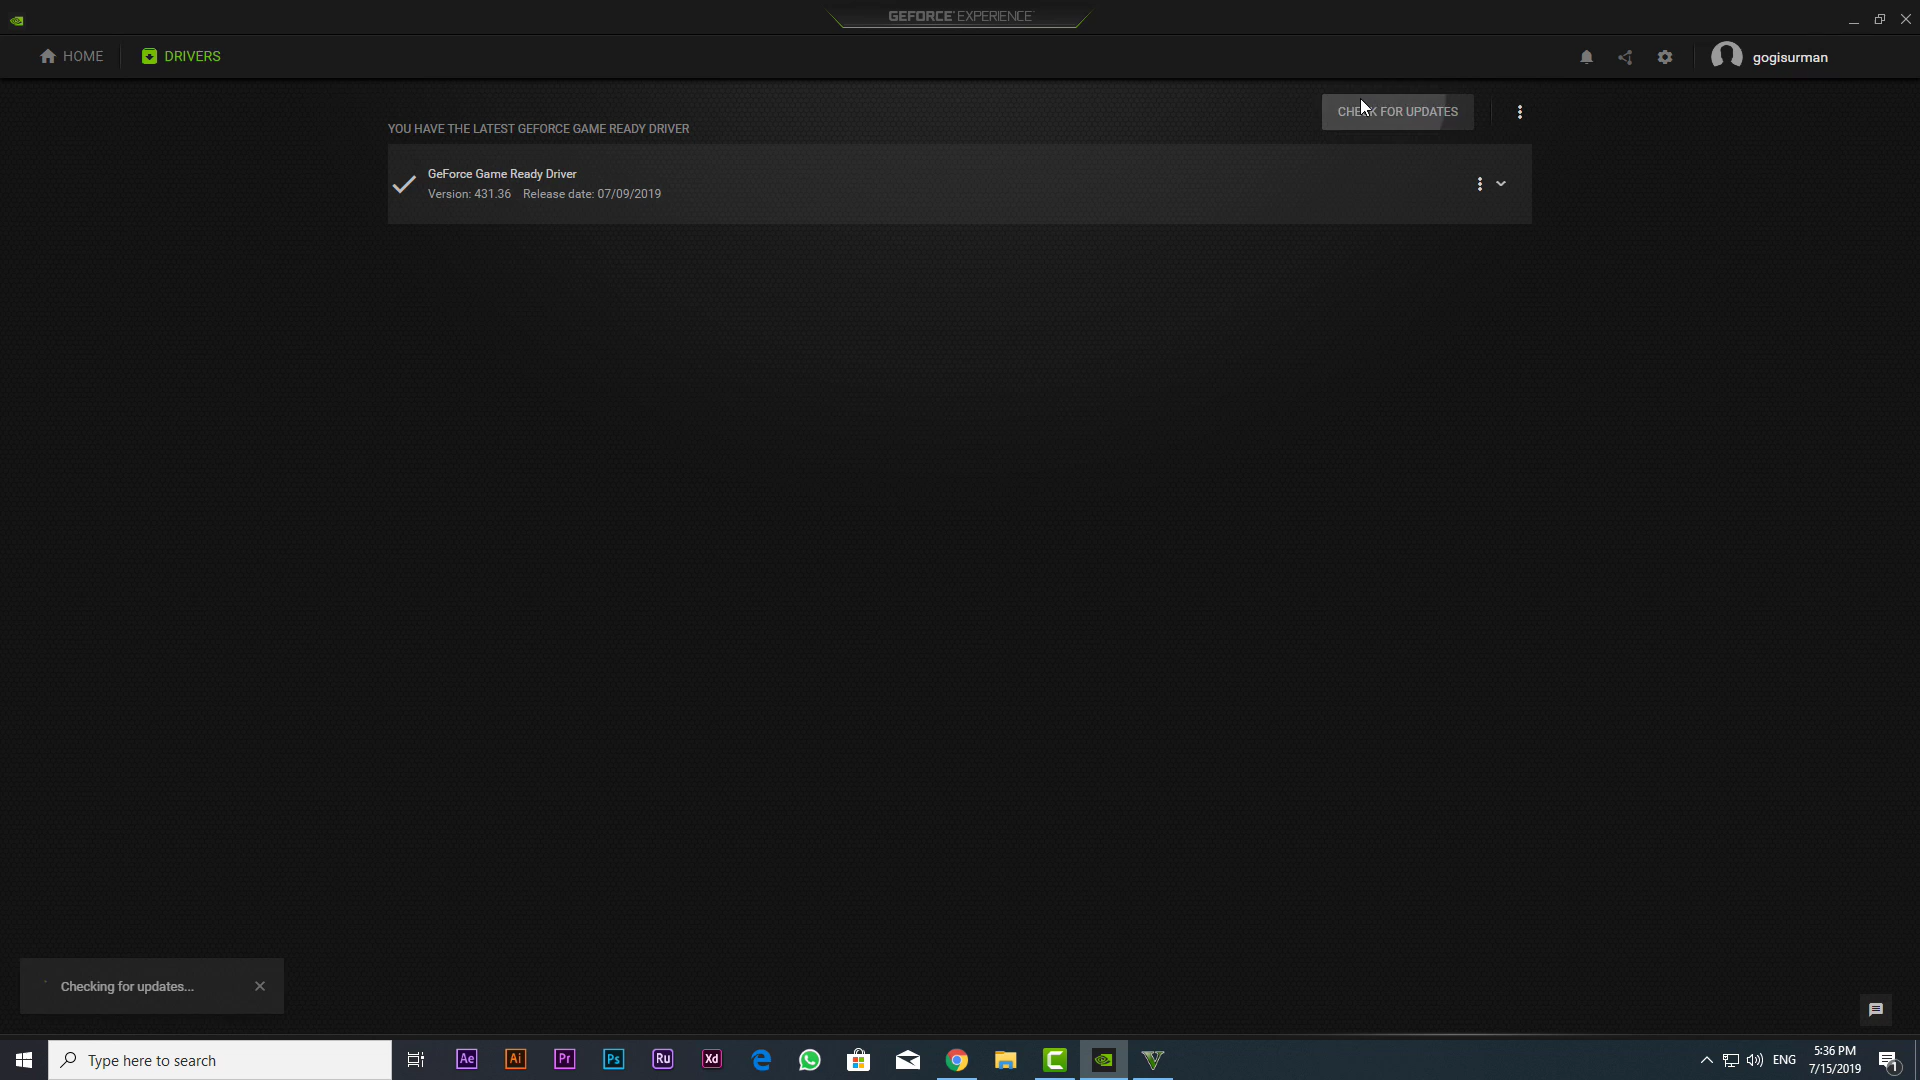 GEFORCE® EXPERIENCE
HOME
DRIVERS
gogisurman
CHECK FOR UPDATES
YOU HAVE THE LATEST GEFORCE GAME READY DRIVER
GeForce Game Ready Driver
Version: 431.36 Release date: 07/09/2019
Checking for updates...
Type here to search
Ae
Ai
Pr
Ps
Ru
Xd
ENG
5:36 PM
7/15/2019
1